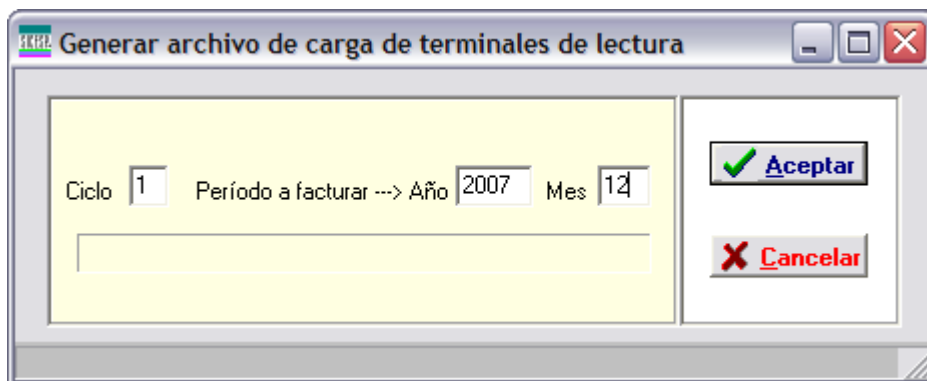 Generar archivo de carga de terminales de lectura
Ciclo 1 Período a facturar ---> Año 2007 Mes 12
Aceptar
Cancelar